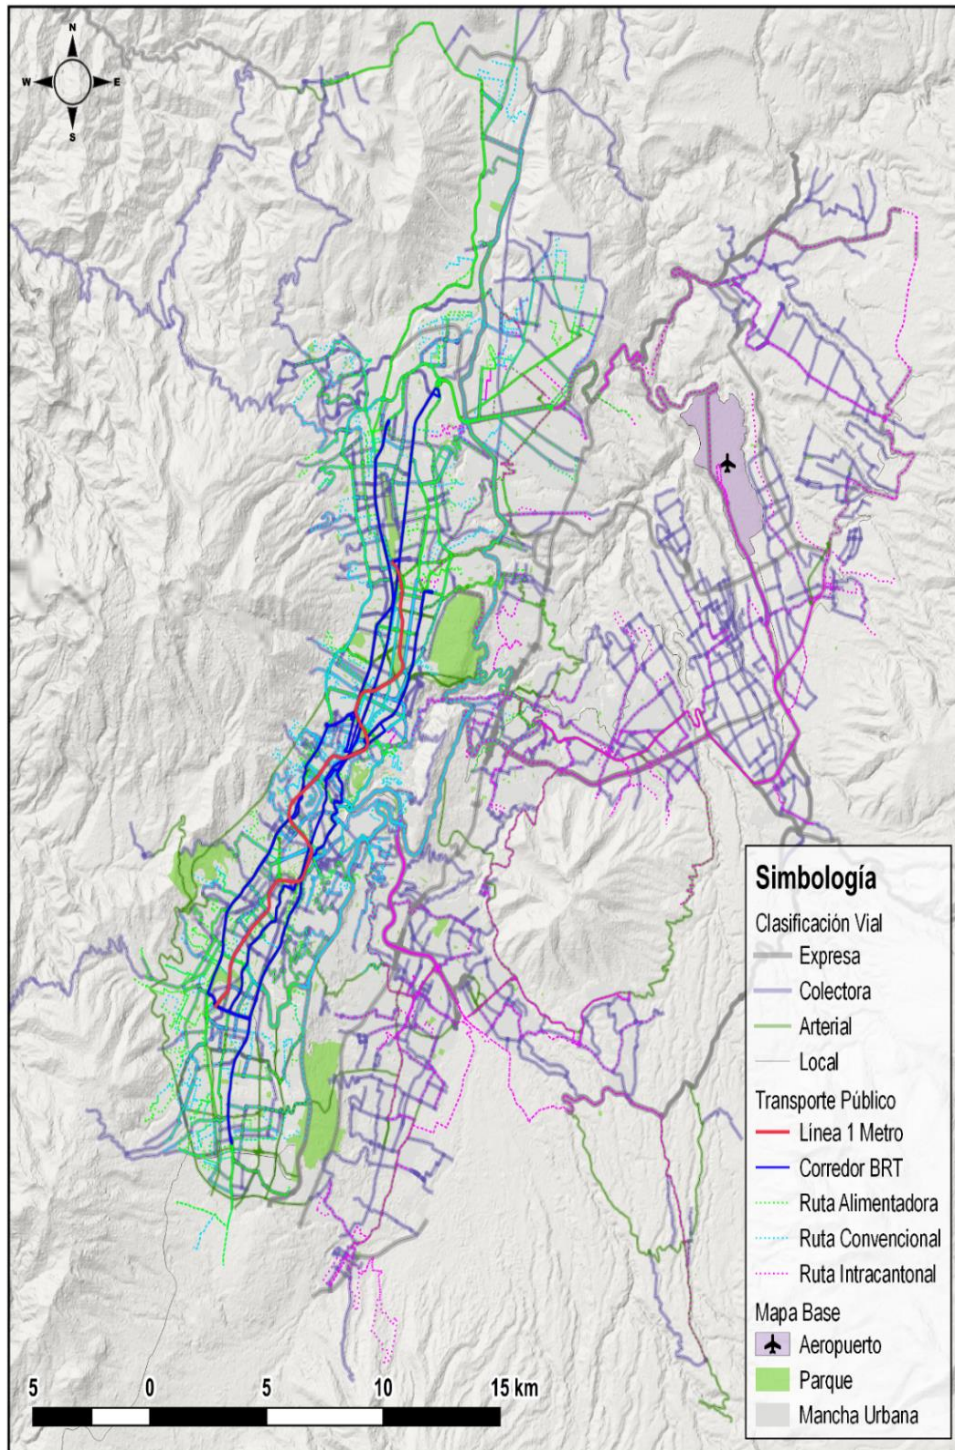 N
W E
S
Simbología
Clasificación Vial
Expresa
Colectora
Arterial
Local
Transporte Público
Línea 1 Metro
Corredor BRT
Ruta Alimentadora
Ruta Convencional
Ruta Intracantonal
Mapa Base
Aeropuerto
Parque
Mancha Urbana
5 0 5 10 15 km